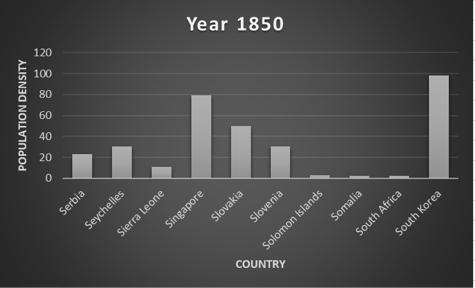 Year 1850
POPULATION DENSITY
120
100
80
60
40
20
0
Serbia
Seychelles
Sierra Leone
Singapore
Slovakia
Slovenia
Solomon Islands
Somalia
South Africa
South Korea
COUNTRY